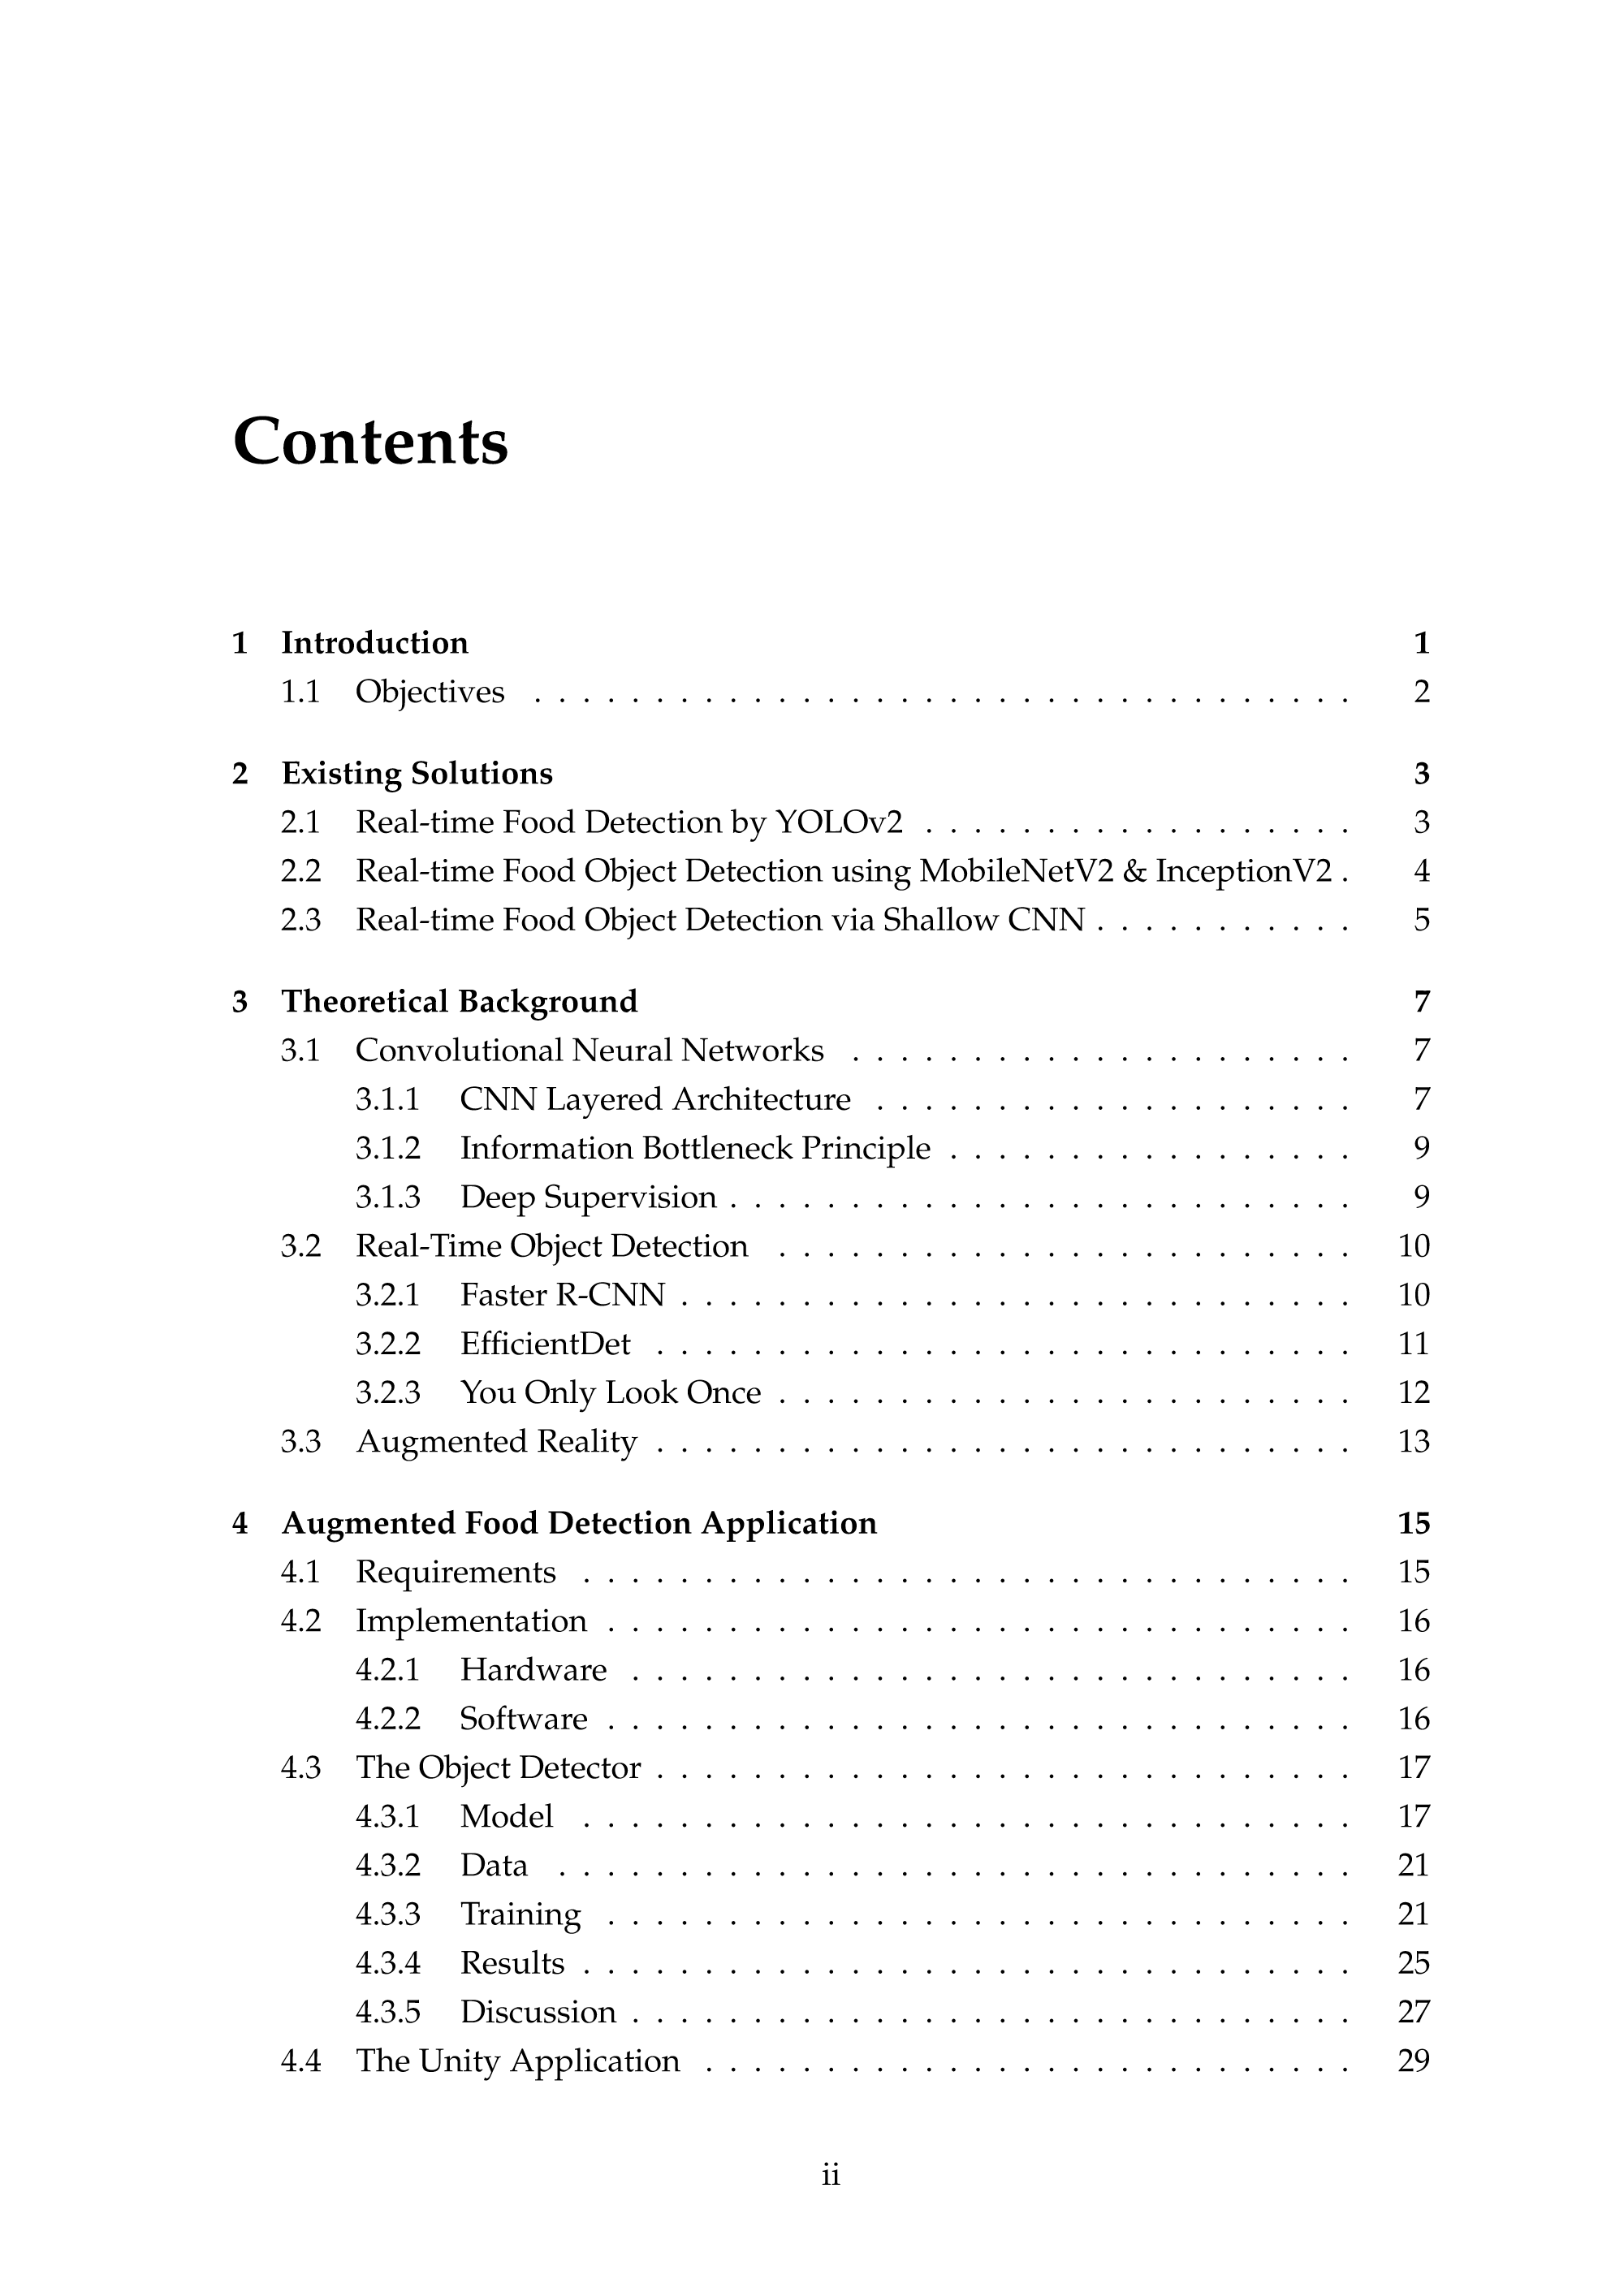 Contents
1 Introduction 1
1.1 Objectives . . . . . . . . . . . . . . . . . . . . . . . . . . . . . . . . . . 2
2 Existing Solutions 3
2.1 Real-time Food Detection by YOLOv2 . . . . . . . . . . . . . . . . . . 3
2.2 Real-time Food Object Detection using MobileNetV2 & InceptionV2 . 4
2.3 Real-time Food Object Detection via Shallow CNN . . . . . . . . . . . 5
3 Theoretical Background 7
3.1 Convolutional Neural Networks . . . . . . . . . . . . . . . . . . . . . 7
3.1.1 CNN Layered Architecture . . . . . . . . . . . . . . . . . . . . 7
3.1.2 Information Bottleneck Principle . . . . . . . . . . . . . . . . . 9
3.1.3 Deep Supervision . . . . . . . . . . . . . . . . . . . . . . . . . . 9
3.2 Real-Time Object Detection . . . . . . . . . . . . . . . . . . . . . . . . 10
3.2.1 Faster R-CNN . . . . . . . . . . . . . . . . . . . . . . . . . . . . 10
3.2.2 EfficientDet . . . . . . . . . . . . . . . . . . . . . . . . . . . . . 11
3.2.3 You Only Look Once . . . . . . . . . . . . . . . . . . . . . . . . 12
3.3 Augmented Reality . . . . . . . . . . . . . . . . . . . . . . . . . . . . . 13
4 Augmented Food Detection Application 15
4.1 Requirements . . . . . . . . . . . . . . . . . . . . . . . . . . . . . . . . 15
4.2 Implementation . . . . . . . . . . . . . . . . . . . . . . . . . . . . . . . 16
4.2.1 Hardware . . . . . . . . . . . . . . . . . . . . . . . . . . . . . . 16
4.2.2 Software . . . . . . . . . . . . . . . . . . . . . . . . . . . . . . . 16
4.3 The Object Detector . . . . . . . . . . . . . . . . . . . . . . . . . . . . . 17
4.3.1 Model . . . . . . . . . . . . . . . . . . . . . . . . . . . . . . . . 17
4.3.2 Data . . . . . . . . . . . . . . . . . . . . . . . . . . . . . . . . . 21
4.3.3 Training . . . . . . . . . . . . . . . . . . . . . . . . . . . . . . . 21
4.3.4 Results . . . . . . . . . . . . . . . . . . . . . . . . . . . . . . . . 25
4.3.5 Discussion . . . . . . . . . . . . . . . . . . . . . . . . . . . . . . 27
4.4 The Unity Application . . . . . . . . . . . . . . . . . . . . . . . . . . . 29
ii